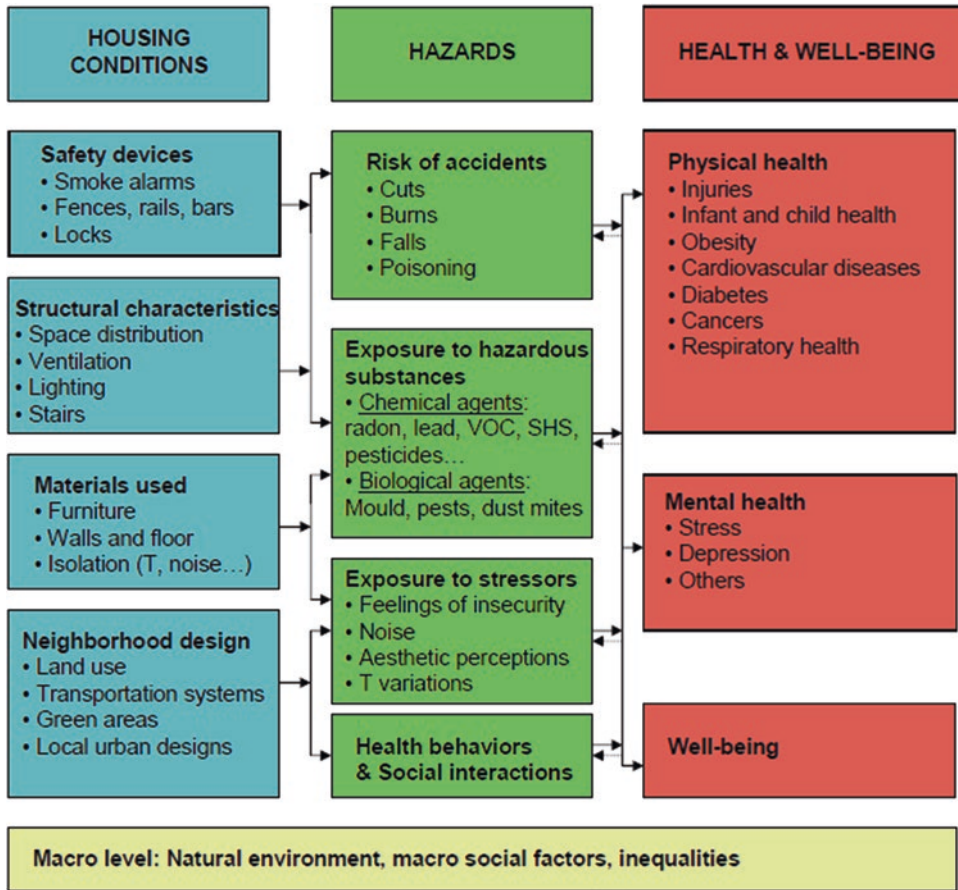 HOUSING
CONDITIONS
HAZARDS
HEALTH & WELL-BEING
Safety devices
• Smoke alarms
• Fences, rails, bars
• Locks
Structural characteristics
• Space distribution
• Ventilation
• Lighting
• Stairs
Materials used
• Furniture
• Walls and floor
• Isolation (T, noise…)
Neighborhood design
• Land use
• Transportation systems
• Green areas
• Local urban designs
Risk of accidents
• Cuts
• Burns
• Falls
• Poisoning
Exposure to hazardous
substances
• Chemical agents:
radon, lead, VOC, SHS,
pesticides…
• Biological agents:
Mould, pests, dust mites
Exposure to stressors
• Feelings of insecurity
• Noise
• Aesthetic perceptions
• T variations
Health behaviors
& Social interactions
Physical health
• Injuries
• Infant and child health
• Obesity
• Cardiovascular diseases
• Diabetes
• Cancers
• Respiratory health
Mental health
• Stress
• Depression
• Others
Well-being
Macro level: Natural environment, macro social factors, inequalities